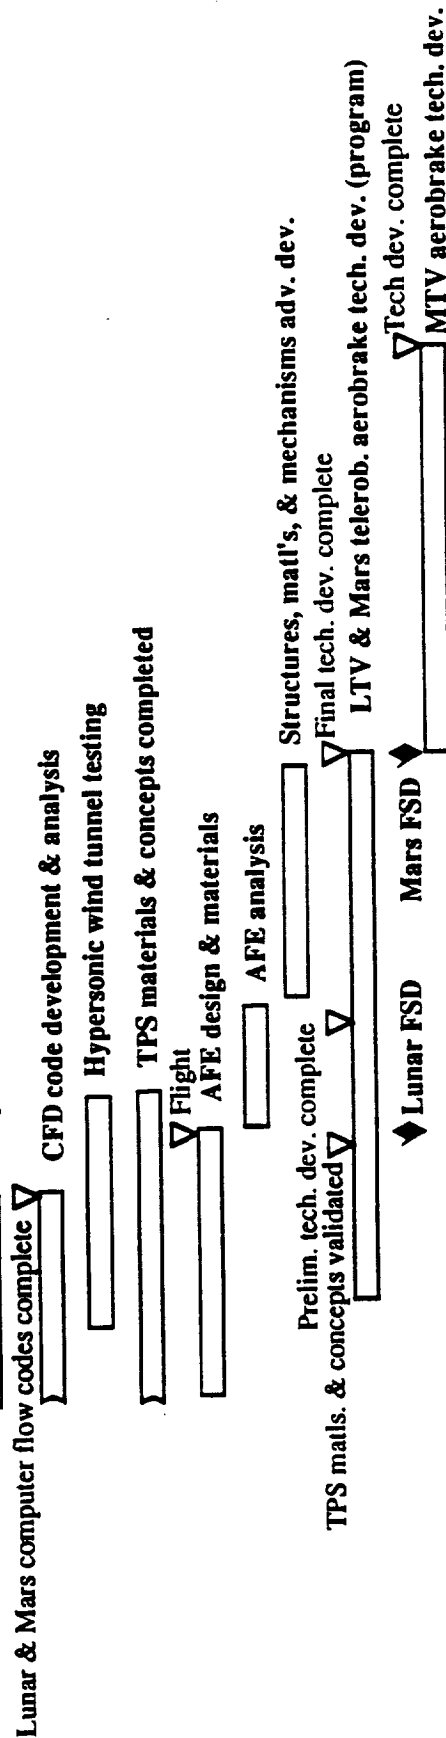 Lunar & Mars computer flow codes complete
CFD code development & analysis
Hypersonic wind tunnel testing
TPS materials & concepts completed
Flight
AFE design & materials
AFE analysis
Structures, matl's, & mechanisms adv. dev.
Prelim. tech. dev. complete
Final tech. dev. complete
TPS matls. & concepts validated
LTV & Mars telerob. aerobrake tech. dev. (program)
Lunar FSD
Mars FSD
Tech dev. complete
MTV aerobrake tech. dev.